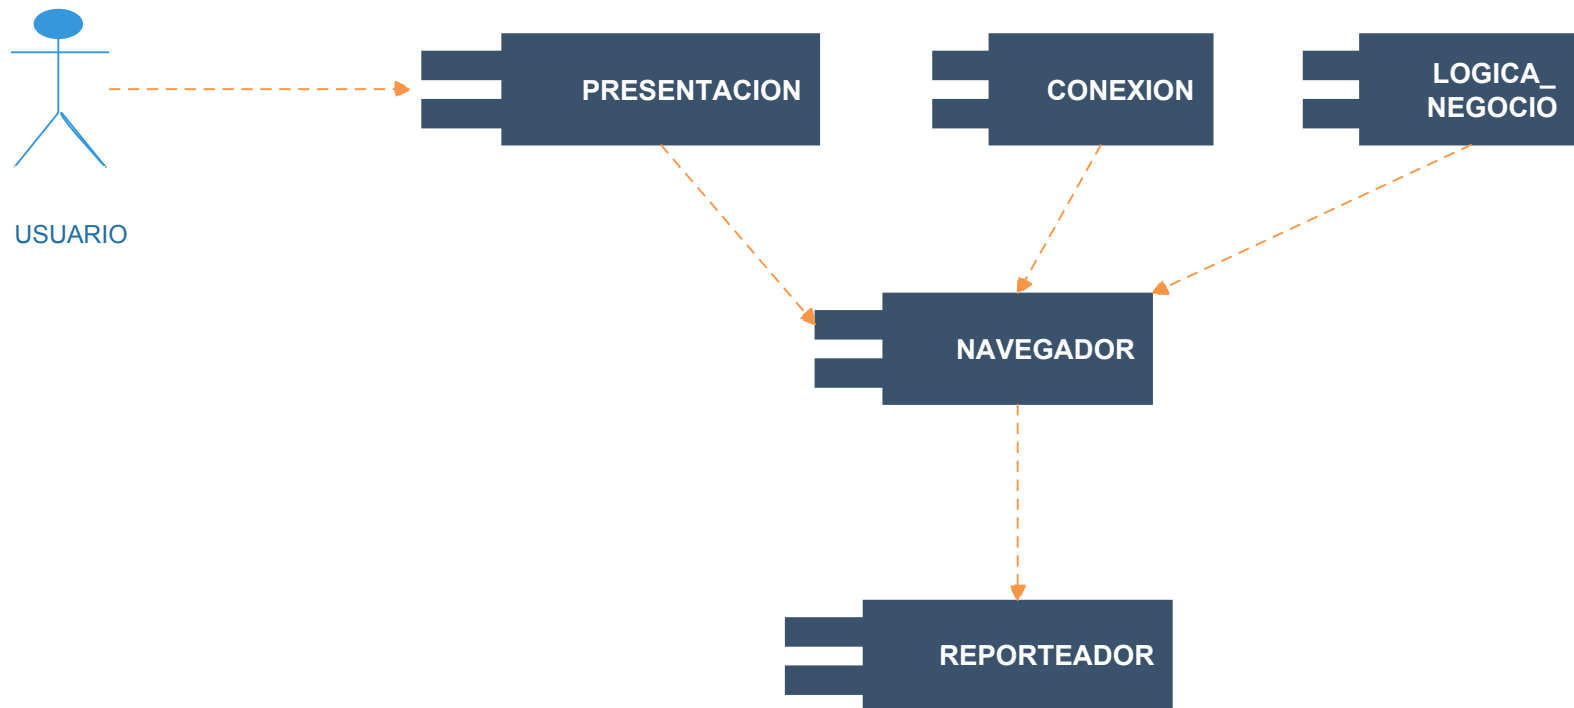 PRESENTACION
CONEXION
LOGICA_
NEGOCIO
USUARIO
NAVEGADOR
REPORTEADOR